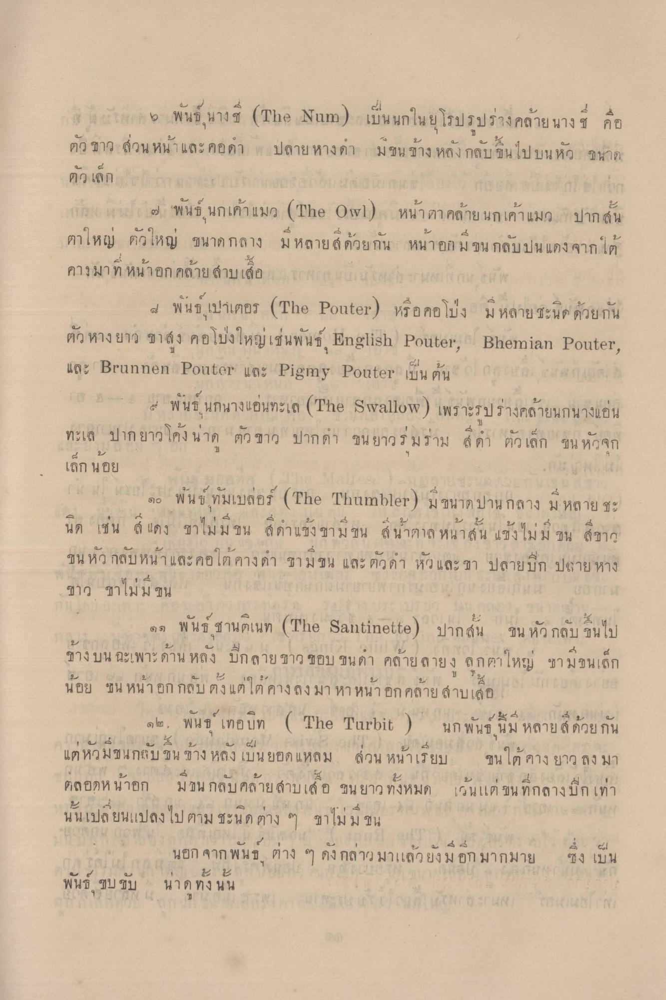 ๖ พันธุ์นางชี (The Num) เป็นนกในยุโรปรูปร่างคล้ายนางชี คือ
ตัวขาว ส่วนหน้าและคอดำ ปลายหางดำ มีขนข้างหลังกลับขึ้นไปบนหัว ขนาด
ตัวเล็ก
๗ พันธุ์นกเค้าแมว (The Owl) หน้าตาคล้ายนกเค้าแมว ปากสั้น
ตาใหญ่ ตัวใหญ่ ขนาดกลาง มีหลายสีด้วยกัน หน้าอกมีขนกลับบนแดงจากใต้
คางมาที่หน้าอกคล้ายสาบเสื้อ
๘ พันธุ์เปาเตอร (The Pouter) หรือคอโป่ง มีหลายชะนิดด้วยกัน
ตัวหางยาว ขาสูง คอโป่งใหญ่เช่นพันธุ์ English Pouter, Bhemian Pouter,
และ Brunnen Pouter และ Pigmy Pouter เป็นต้น
๙ พันธุ์นกนางแอ่นทะเล (The Swallow) เพราะรูปร่างคล้ายนกนางแอ่น
ทะเล ปากยาวโค้งน่าดู ตัวขาว ปากดำ ขนยาวรุ่มร่าม สีดำ ตัวเล็ก ขนหัวจุก
เล็กน้อย
๑๐ พันธุ์ทัมเบล่อร์ (The Thumbler) มีขนาดปานกลาง มีหลายชะ
นิด เช่น สีแดง ขาไม่มีขน สีดำแข้งขามีขน สีน้ำตาลหน้าสั้น แข้งไม่มีขน สีขาว
ขนหัวกลับหน้าและคอใต้คางดำ ขามีขน และตัวดำ หัวและขา ปลายปีก ปลายหาง
ขาว ขาไม่มีขน
๑๑ พันธุ์ชานติเนท (The Santinette) ปากสั้น ขนหัวกลับขึ้นไป
ข้างบนฉะเพาะด้านหลัง ปีกลายขาวขอบขนดำ คล้ายลายงู ลูกตาใหญ่ ขามีขนเล็ก
น้อย ขนหน้าอกกลับตั้งแต่ใต้คางลงมาหาหน้าอกคล้ายสาบเสื้อ
๑๒. พันธุ์เทอบิท ( The Turbit ) นกพันธุ์นี้มีหลายสีด้วยกัน
แต่หัวมีขนกลับขึ้นข้างหลังเป็นยอดแหลม ส่วนหน้าเรียบ ขนใต้คางยาวลงมา
ตลอดหน้าอก มีขนกลับคล้ายสาบเสื้อ ขนยาวทั้งหมด เว้นแต่ขนที่กลางปีกเท่า
นั้นเปลี่ยนแปลงไปตามชะนิดต่าง ๆ ขาไม่มีขน
นอกจากพันธุ์ต่าง ๆ ดังกล่าวมาแล้วยังมีอีกมากมาย ซึ่ง เป็น
พันธุ์ขบขับ น่าดูทั้งนั้น